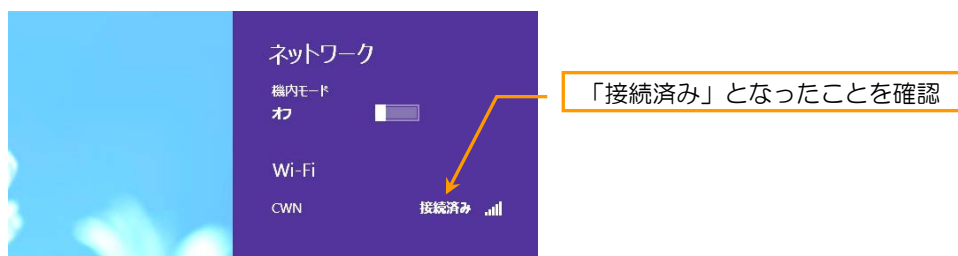 ネットワーク
機内モード
オフ
「接続済み」となったことを確認
Wi-Fi
CWN 接続済み